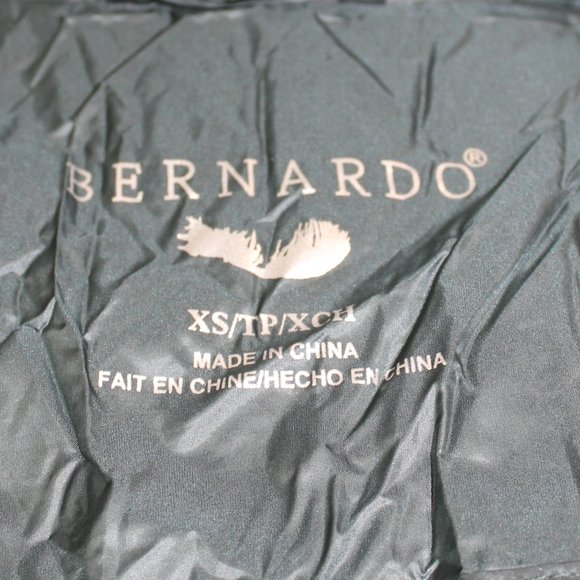 BERNARDO®
XS/TP/XCH
MADE IN CHINA
FAIT EN CHINE/HECHO EN CHINA